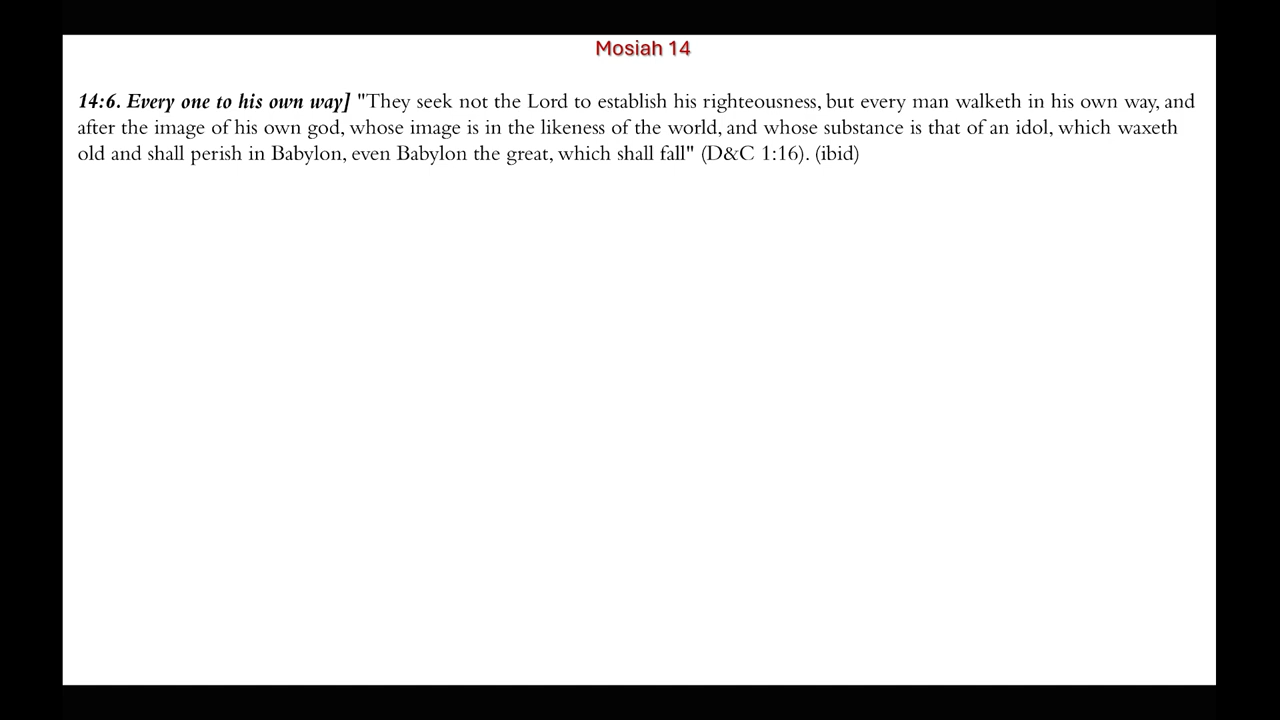 Mosiah 14
14:6. Every one to his own way] "They seek not the Lord to establish his righteousness, but every man walketh in his own way, and
after the image of his own god, whose image is in the likeness of the world, and whose substance is that of an idol, which waxeth
old and shall perish in Babylon, even Babylon the great, which shall fall" (D&C 1:16). (ibid)